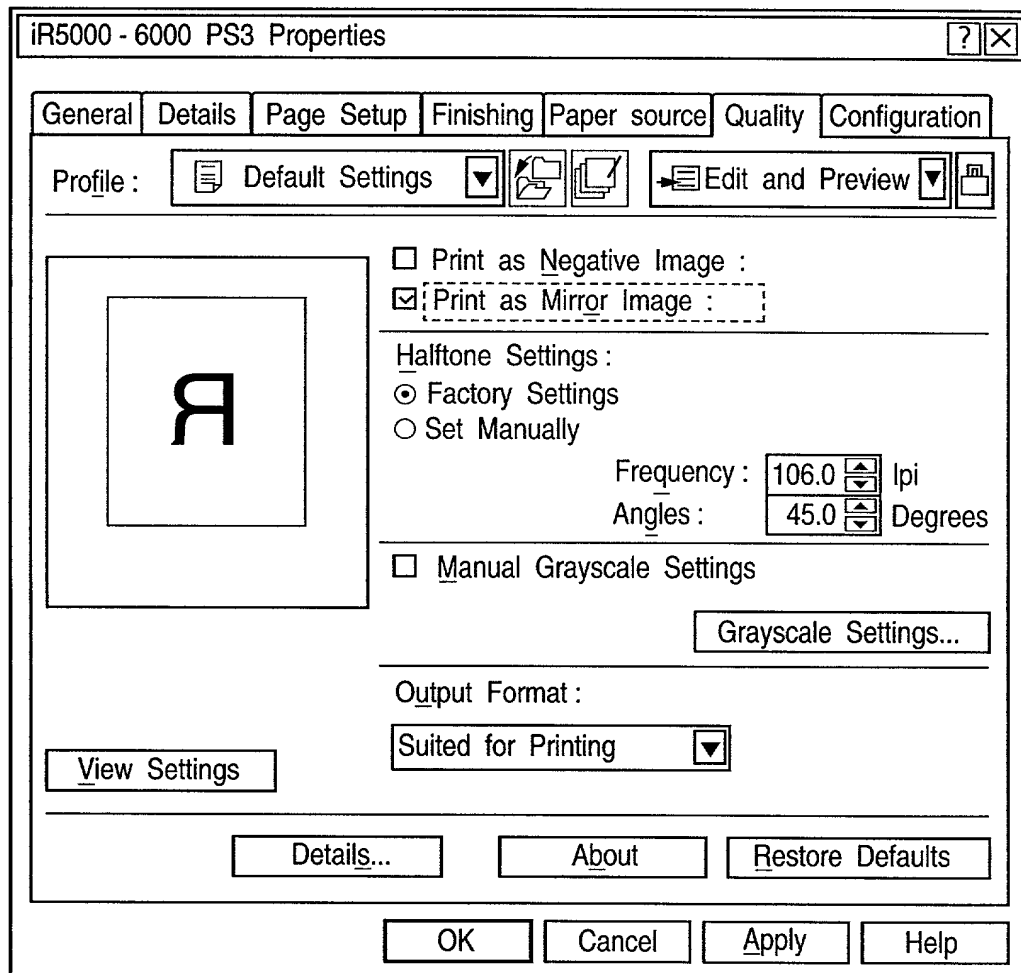 iR5000 - 6000 PS3 Properties ? X
General Details Page Setup Finishing Paper source Quality Configuration
Profile : Default Settings Edit and Preview
Print as Negative Image :
Print as Mirror Image :
Halftone Settings :
Factory Settings
Set Manually
Frequency : 106.0 lpi
Angles : 45.0 Degrees
Manual Grayscale Settings
Grayscale Settings...
Output Format :
Suited for Printing
View Settings
Details... About Restore Defaults
OK Cancel Apply Help
R